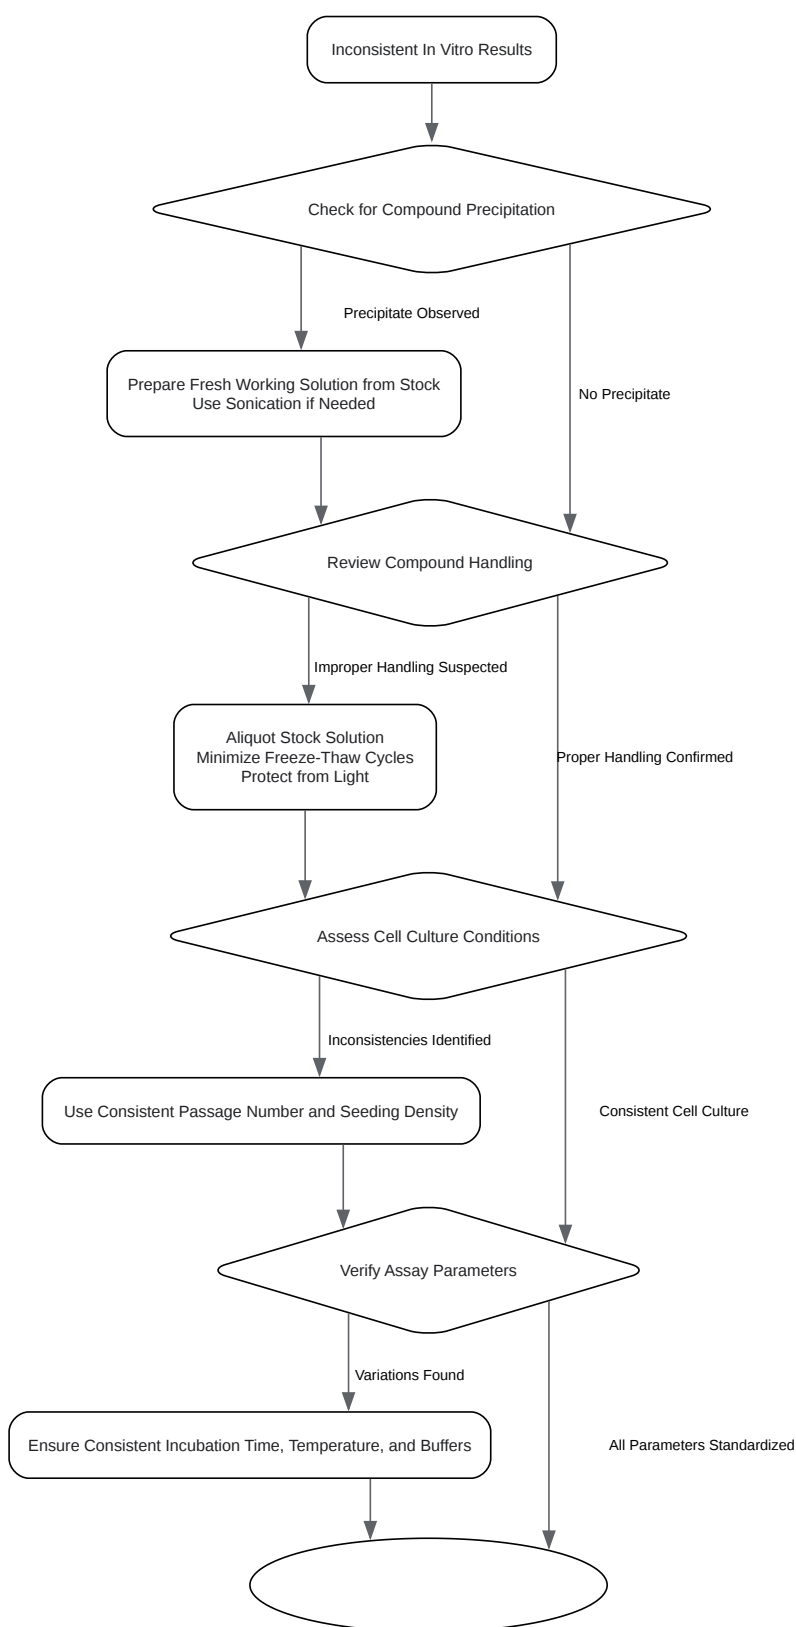 Inconsistent In Vitro Results
Check for Compound Precipitation
Precipitate Observed
Prepare Fresh Working Solution from Stock
Use Sonication if Needed
No Precipitate
Review Compound Handling
Improper Handling Suspected
Aliquot Stock Solution
Minimize Freeze-Thaw Cycles
Protect from Light
Proper Handling Confirmed
Assess Cell Culture Conditions
Inconsistencies Identified
Use Consistent Passage Number and Seeding Density
Consistent Cell Culture
Verify Assay Parameters
Variations Found
Ensure Consistent Incubation Time, Temperature, and Buffers
All Parameters Standardized